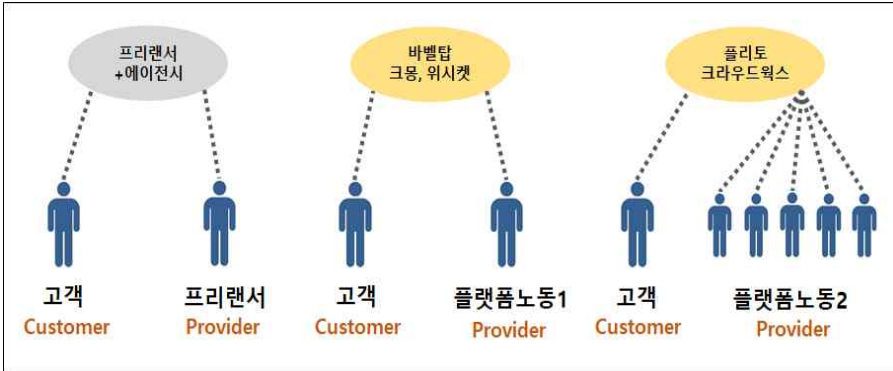 프리랜서
+에이전시
바벨탑
크몽, 위시켓
플리토
크라우드웍스
고객
프리랜서
고객
플랫폼노동1
고객
플랫폼노동2
Customer
Provider
Customer
Provider
Customer
Provider